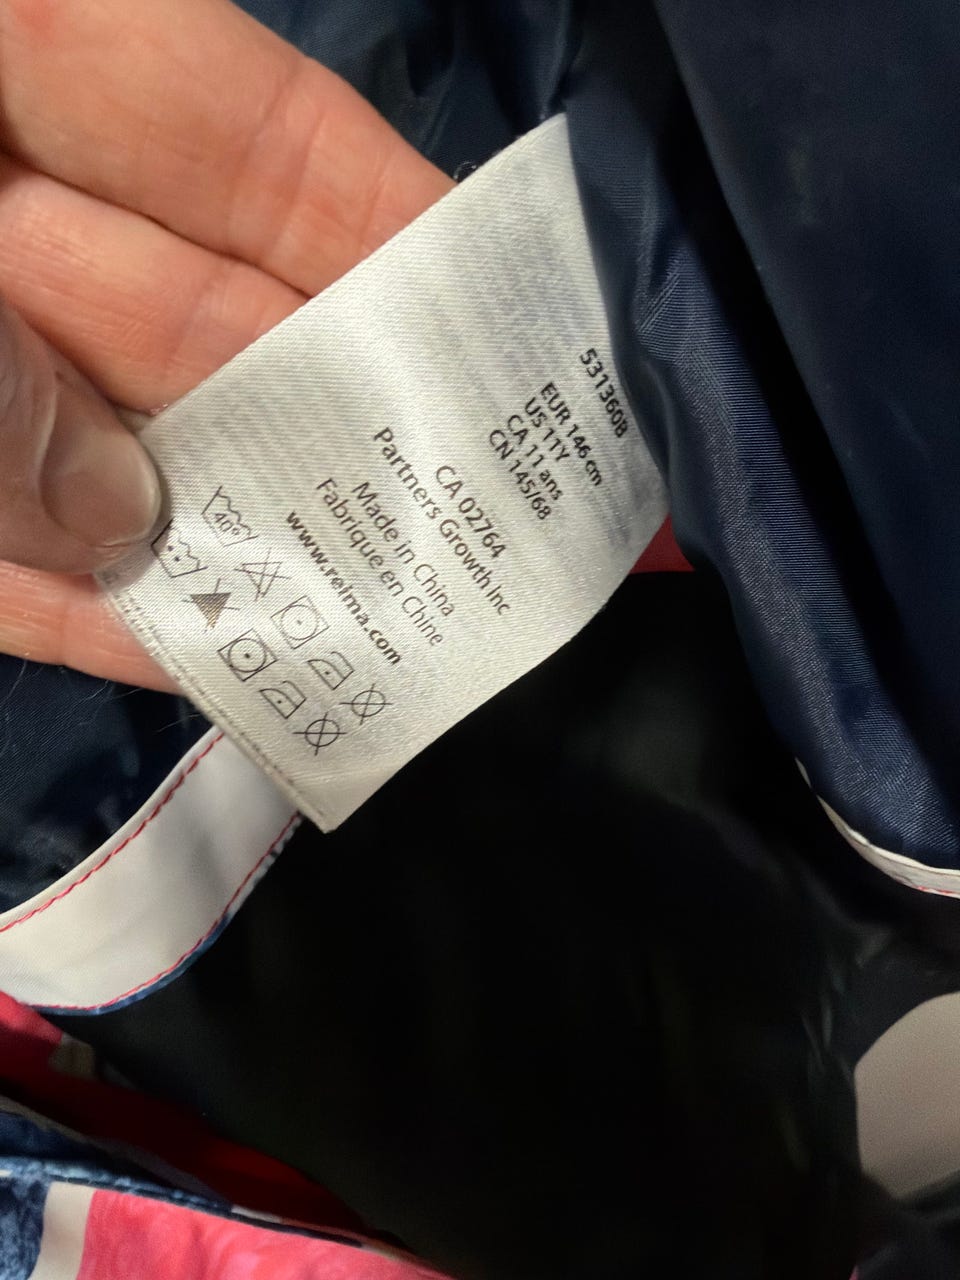 531360B
EUR 146 cm
US 11Y
CA 11 ans
CN 145/68
CA 02764
Partners Growth Inc
Made in China
Fabrique en Chine
www.reima.com
40°